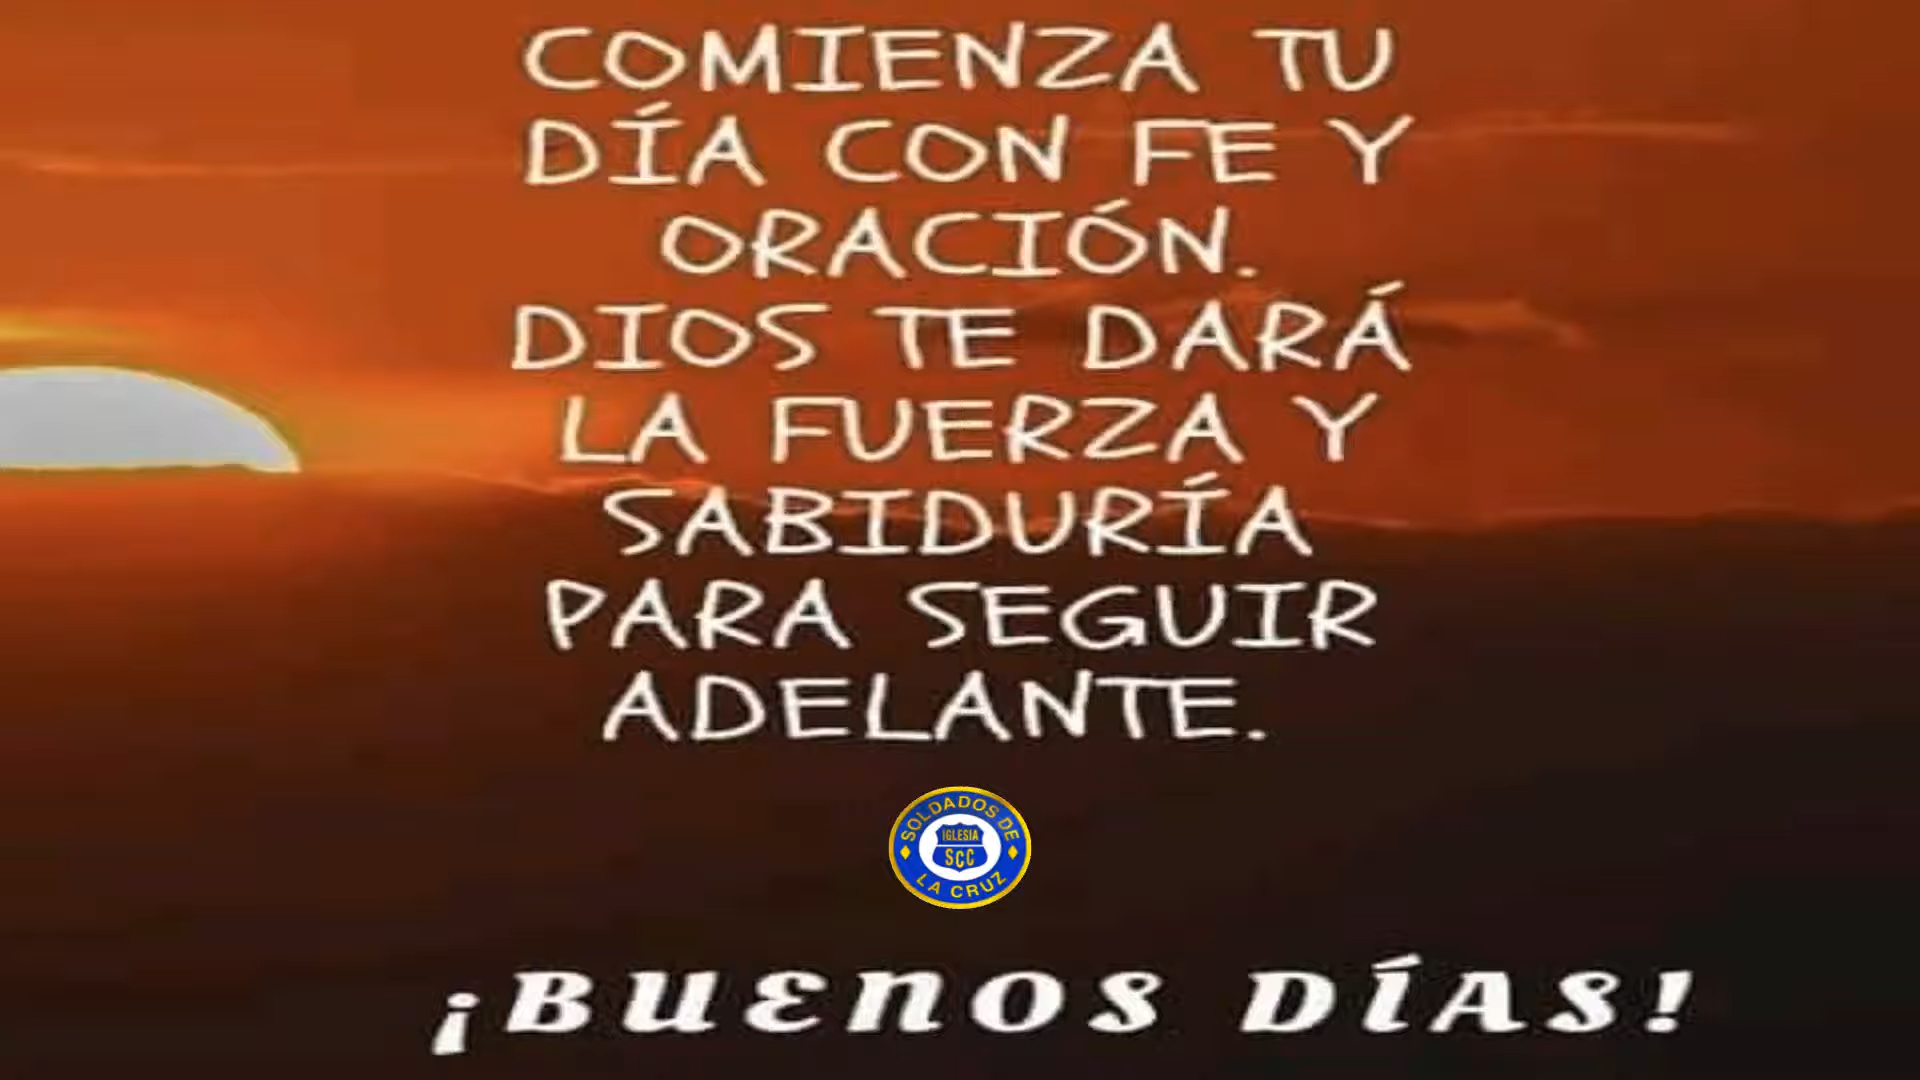 COMIENZA TU
DÍA CON FE Y
ORACIÓN.
DIOS TE DARÁ
LA FUERZA Y
SABIDURÍA
PARA SEGUIR
ADELANTE.
SOLDADOS DE
IGLESIA
SCC
LA CRUZ
¡BUENOS DÍAS!